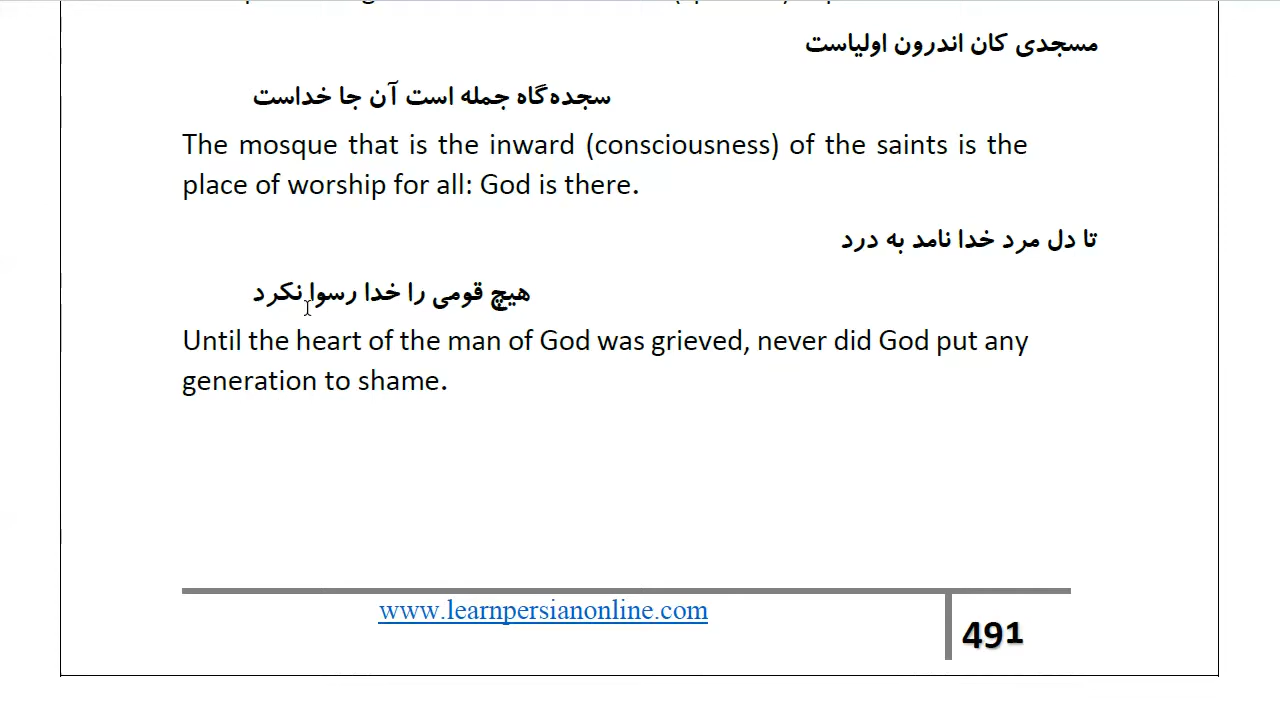 مسجدی کان اندرون اولیاست
سجده‌گاه جمله است آن جا خداست
The mosque that is the inward (consciousness) of the saints is the
place of worship for all: God is there.
تا دل مرد خدا نامد به درد
هیچ قومی را خدا رسوا نکرد
Until the heart of the man of God was grieved, never did God put any
generation to shame.
www.learnpersianonline.com
491